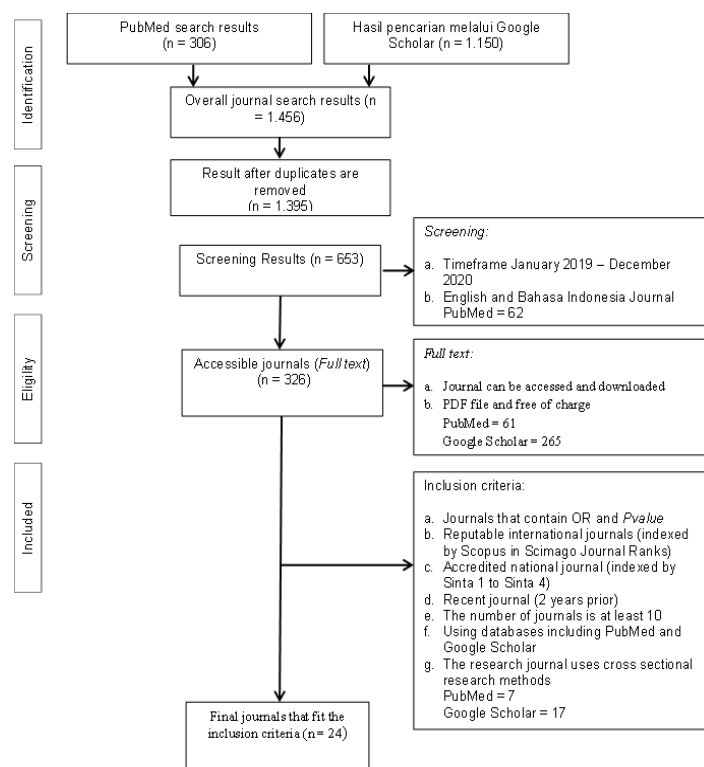 Identification
PubMed search results
(n = 306)
Hasil pencarian melalui Google
Scholar (n = 1.150)
Overall journal search results (n
= 1.456)
Screening
Result after duplicates are
removed
(n = 1.395)
Screening Results (n = 653)
Screening:
a. Timeframe January 2019 – December
2020
b. English and Bahasa Indonesia Journal
PubMed = 62
Eligility
Accessible journals (Full text)
(n = 326)
Full text:
a. Journal can be accessed and downloaded
b. PDF file and free of charge
PubMed = 61
Google Scholar = 265
Included
Inclusion criteria:
a. Journals that contain OR and Pvalue
b. Reputable international journals (indexed
by Scopus in Scimago Journal Ranks)
c. Accredited national journal (indexed by
Sinta 1 to Sinta 4)
d. Recent journal (2 years prior)
e. The number of journals is at least 10
f. Using databases including PubMed and
Google Scholar
g. The research journal uses cross sectional
research methods
PubMed = 7
Google Scholar = 17
Final journals that fit the
inclusion criteria (n= 24)